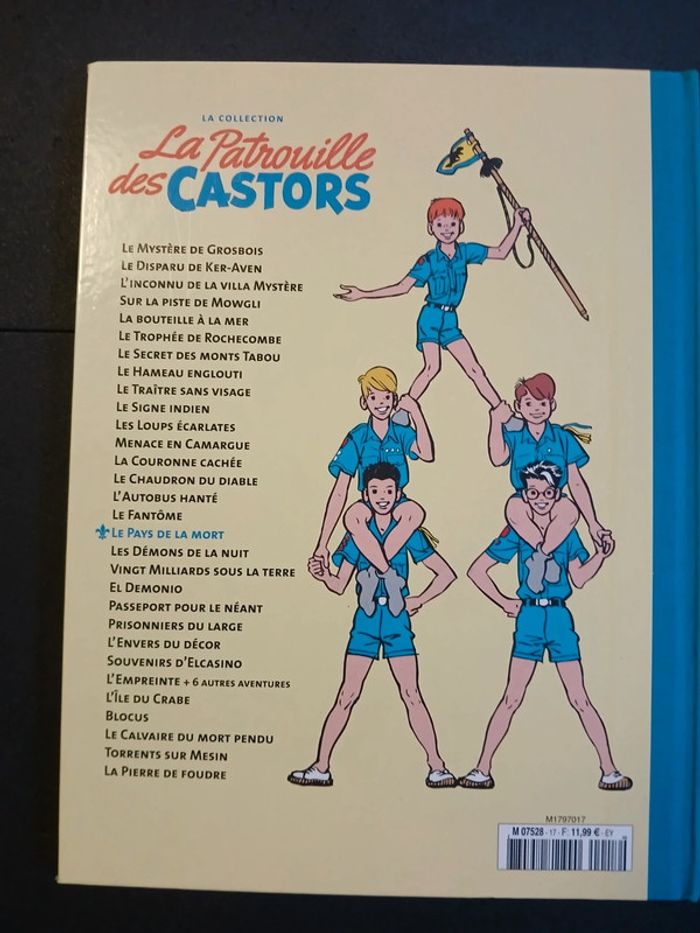 LA COLLECTION
La Patrouille
des CASTORS
LE MYSTÈRE DE GROSBOIS
LE DISPARU DE KER-AVEN
L'INCONNU DE LA VILLA MYSTÈRE
SUR LA PISTE DE MOWGLI
LA BOUTEILLE À LA MER
LE TROPHÉE DE ROCHECOMBE
LE SECRET DES MONTS TABOU
LE HAMEAU ENGLOUTI
LE TRAÎTRE SANS VISAGE
LE SIGNE INDIEN
LES LOUPS ÉCARLATES
MENACE EN CAMARGUE
LA COURONNE CACHÉE
LE CHAUDRON DU DIABLE
L'AUTOBUS HANTÉ
LE FANTÔME
LE PAYS DE LA MORT
LES DÉMONS DE LA NUIT
VINGT MILLIARDS SOUS LA TERRE
EL DEMONIO
PASSEPORT POUR LE NÉANT
PRISONNIERS DU LARGE
L'ENVERS DU DÉCOR
SOUVENIRS D'ELCASINO
L'EMPREINTE + 6 AUTRES AVENTURES
L'ÎLE DU CRABE
BLOCUS
LE CALVAIRE DU MORT PENDU
TORRENTS SUR MESIN
LA PIERRE DE FOUDRE
M1797017
M 07528 - 17 - F: 11,99 € - EY